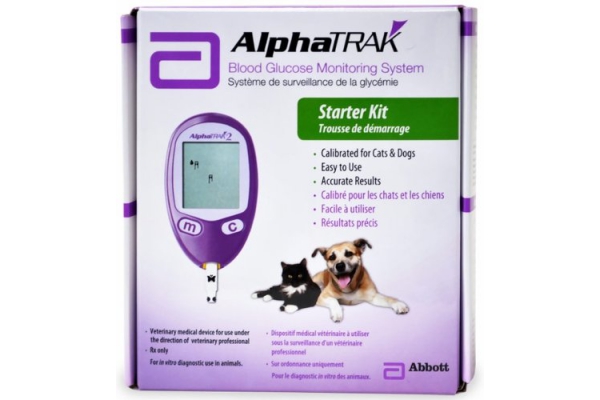 AlphaTRAK
Blood Glucose Monitoring System
Système de surveillance de la glycémie
Starter Kit
Trousse de démarrage
• Calibrated for Cats & Dogs
• Easy to Use
• Accurate Results
• Calibré pour les chats et les chiens
• Facile à utiliser
• Résultats précis
AlphaTRAK2
m c
• Veterinary medical device for use under
the direction of veterinary professional
• Rx only
For in vitro diagnostic use in animals.
• Dispositif médical vétérinaire à utiliser
sous la surveillance d'un vétérinaire
professionnel
• Sur ordonnance uniquement
Pour le diagnostic in vitro des animaux.
Abbott